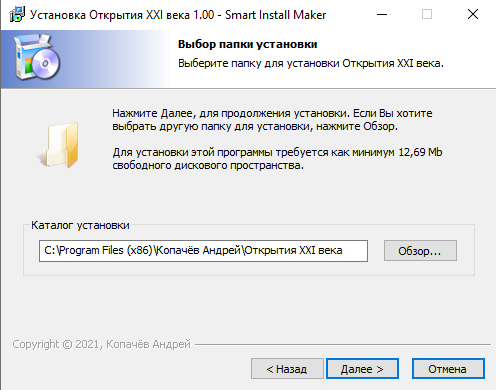 Установка Открытия XXI века 1.00 - Smart Install Maker
Выбор папки установки
Выберите папку для установки Открытия XXI века.
Нажмите Далее, для продолжения установки. Если Вы хотите
выбрать другую папку для установки, нажмите Обзор.
Для установки этой программы требуется как минимум 12,69 Mb
свободного дискового пространства.
Каталог установки
C:\Program Files (x86)\Копачёв Андрей\Открытия XXI века
Обзор...
Copyright © 2021, Копачёв Андрей
< Назад
Далее >
Отмена